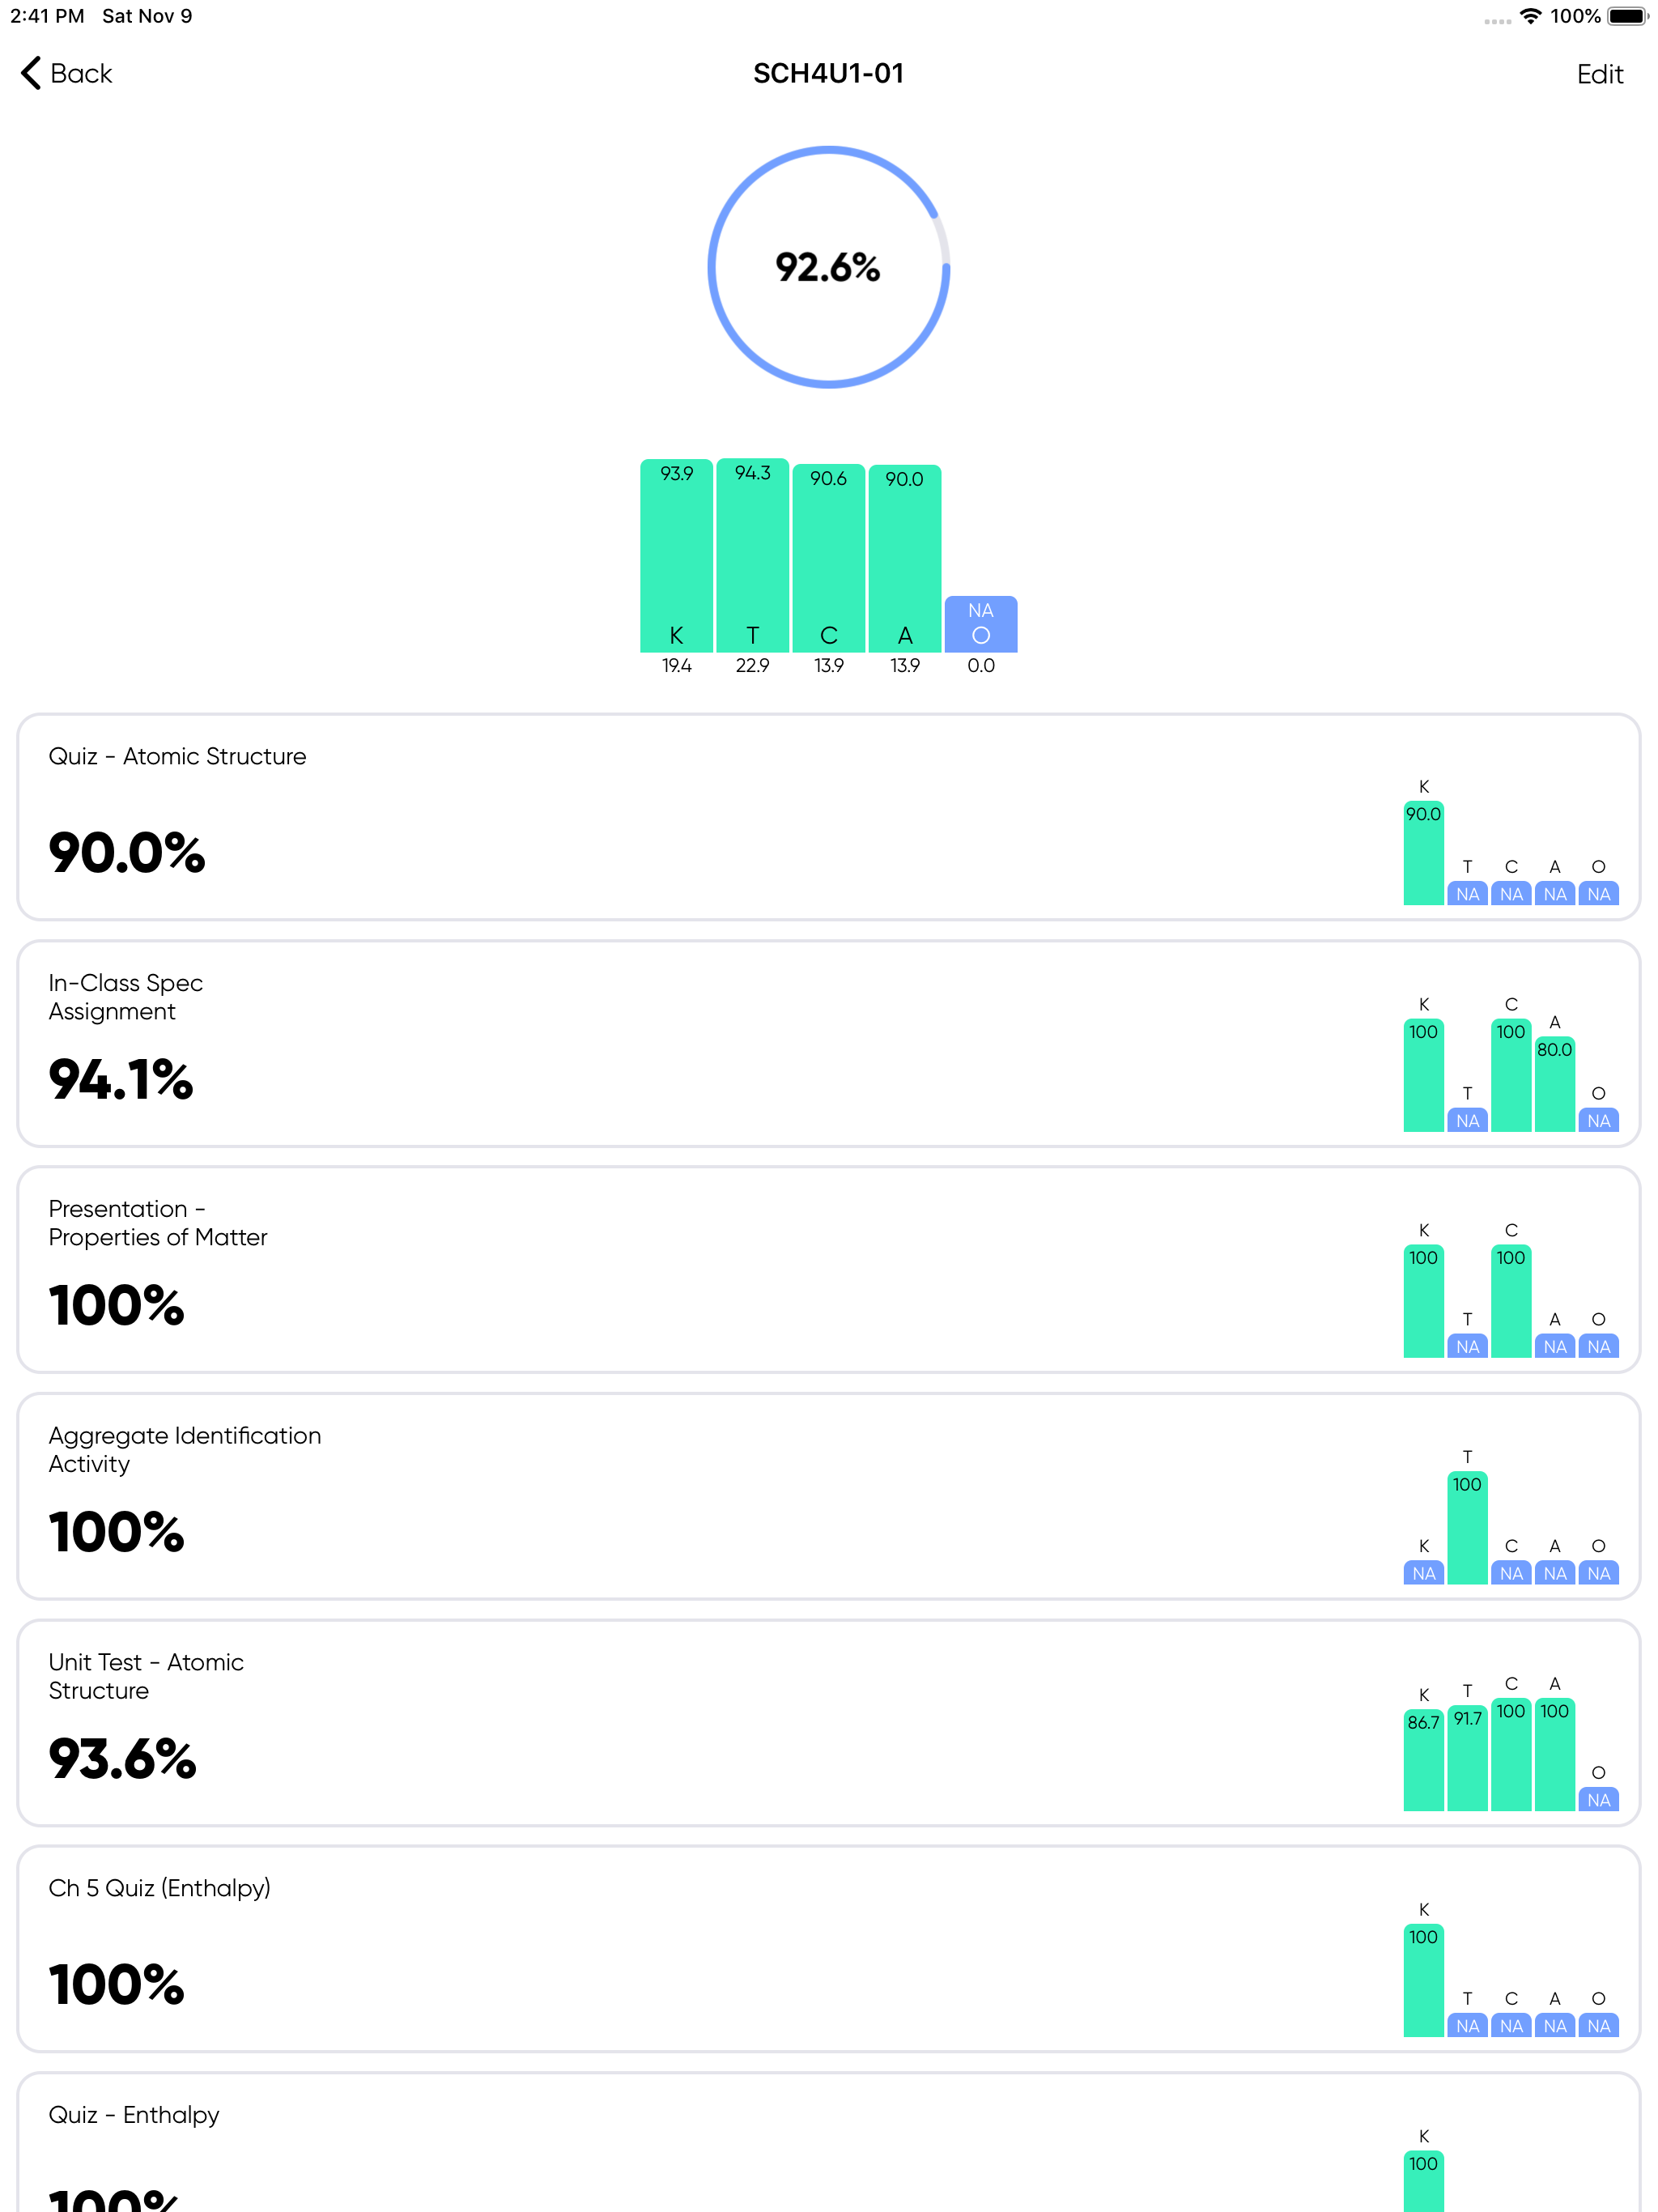 2:41 PM Sat Nov 9 100%
Back SCH4U1-01 Edit
92.6%
93.9 94.3 90.6 90.0 NA
K T C A O
19.4 22.9 13.9 13.9 0.0
Quiz - Atomic Structure
90.0%
K
90.0
T C A O
NA NA NA NA
In-Class Spec
Assignment
94.1%
K C
100 100
A
80.0
T O
NA NA
Presentation -
Properties of Matter
100%
K C
100 100
T A O
NA NA NA
Aggregate Identification
Activity
100%
T
100
K C A O
NA NA NA NA
Unit Test - Atomic
Structure
93.6%
K T C A
86.7 91.7 100 100
O
NA
Ch 5 Quiz (Enthalpy)
100%
K
100
T C A O
NA NA NA NA
Quiz - Enthalpy
100%
K
100